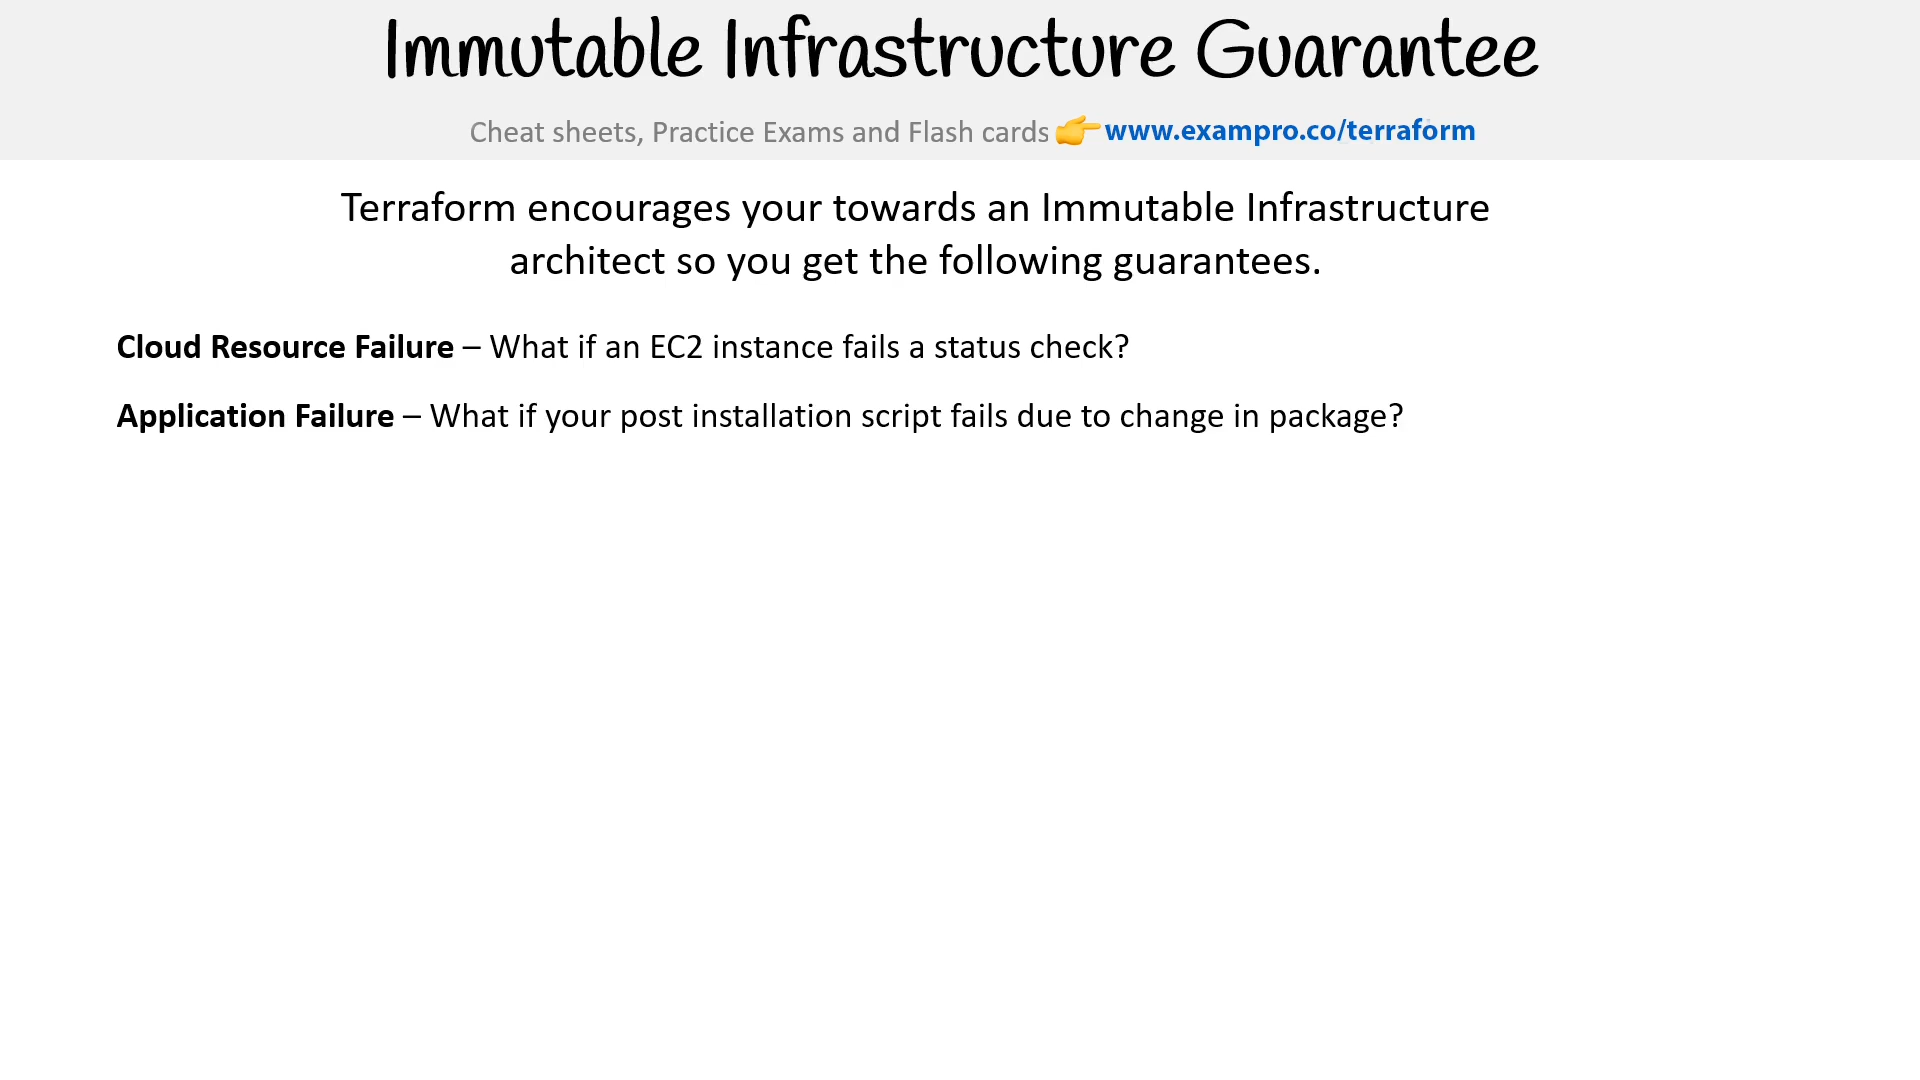 Immutable Infrastructure Guarantee
Cheat sheets, Practice Exams and Flash cards 👉 www.exampro.co/terraform
Terraform encourages your towards an Immutable Infrastructure
architect so you get the following guarantees.
Cloud Resource Failure – What if an EC2 instance fails a status check?
Application Failure – What if your post installation script fails due to change in package?